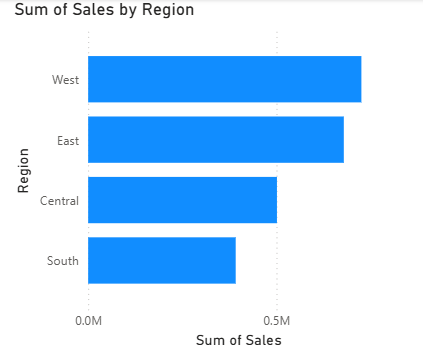 Sum of Sales by Region
West
East
Central
South
Region
0.0M 0.5M
Sum of Sales